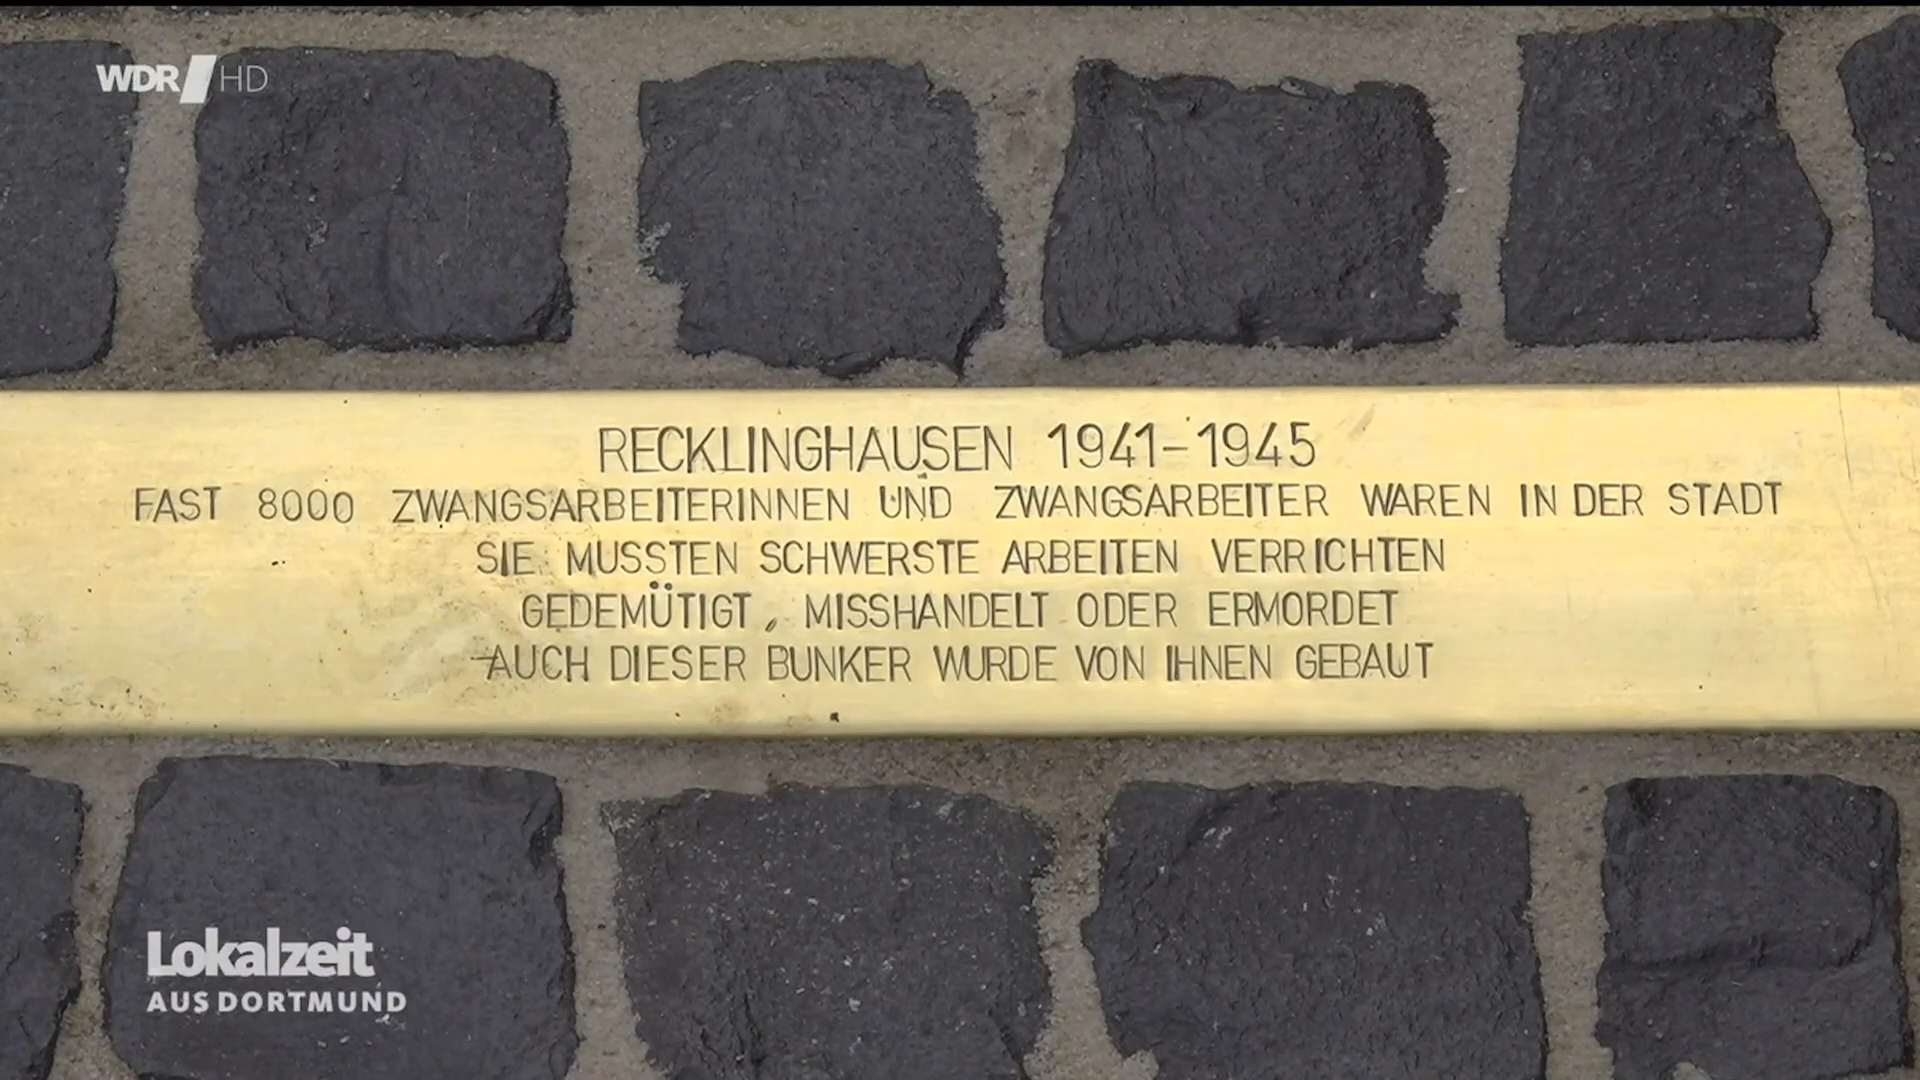 WDR HD
RECKLINGHAUSEN 1941-1945
FAST 8000 ZWANGSARBEITERINNEN UND ZWANGSARBEITER WAREN IN DER STADT
SIE MUSSTEN SCHWERSTE ARBEITEN VERRICHTEN
GEDEMÜTIGT, MISSHANDELT ODER ERMORDET
AUCH DIESER BUNKER WURDE VON IHNEN GEBAUT
Lokalzeit
AUS DORTMUND